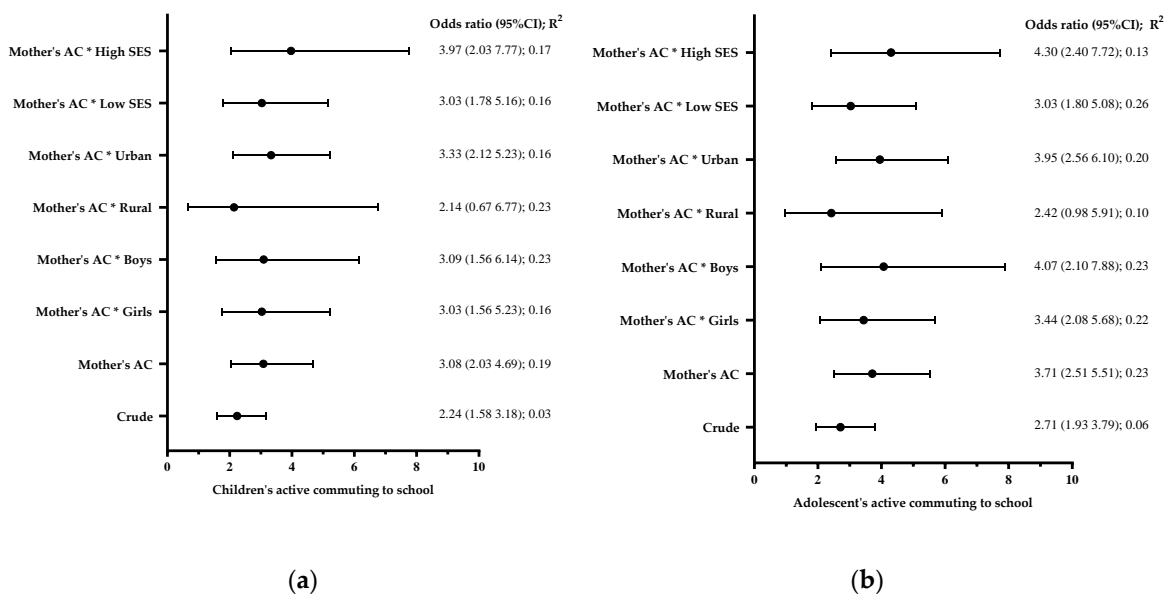 Odds ratio (95%CI); R²
Mother's AC * High SES 3.97 (2.03 7.77); 0.17
Mother's AC * Low SES 3.03 (1.78 5.16); 0.16
Mother's AC * Urban 3.33 (2.12 5.23); 0.16
Mother's AC * Rural 2.14 (0.67 6.77); 0.23
Mother's AC * Boys 3.09 (1.56 6.14); 0.23
Mother's AC * Girls 3.03 (1.56 5.23); 0.16
Mother's AC 3.08 (2.03 4.69); 0.19
Crude 2.24 (1.58 3.18); 0.03
0 2 4 6 8 10
Children's active commuting to school
(a)
Odds ratio (95%CI); R²
Mother's AC * High SES 4.30 (2.40 7.72); 0.13
Mother's AC * Low SES 3.03 (1.80 5.08); 0.26
Mother's AC * Urban 3.95 (2.56 6.10); 0.20
Mother's AC * Rural 2.42 (0.98 5.91); 0.10
Mother's AC * Boys 4.07 (2.10 7.88); 0.23
Mother's AC * Girls 3.44 (2.08 5.68); 0.22
Mother's AC 3.71 (2.51 5.51); 0.23
Crude 2.71 (1.93 3.79); 0.06
0 2 4 6 8 10
Adolescent's active commuting to school
(b)